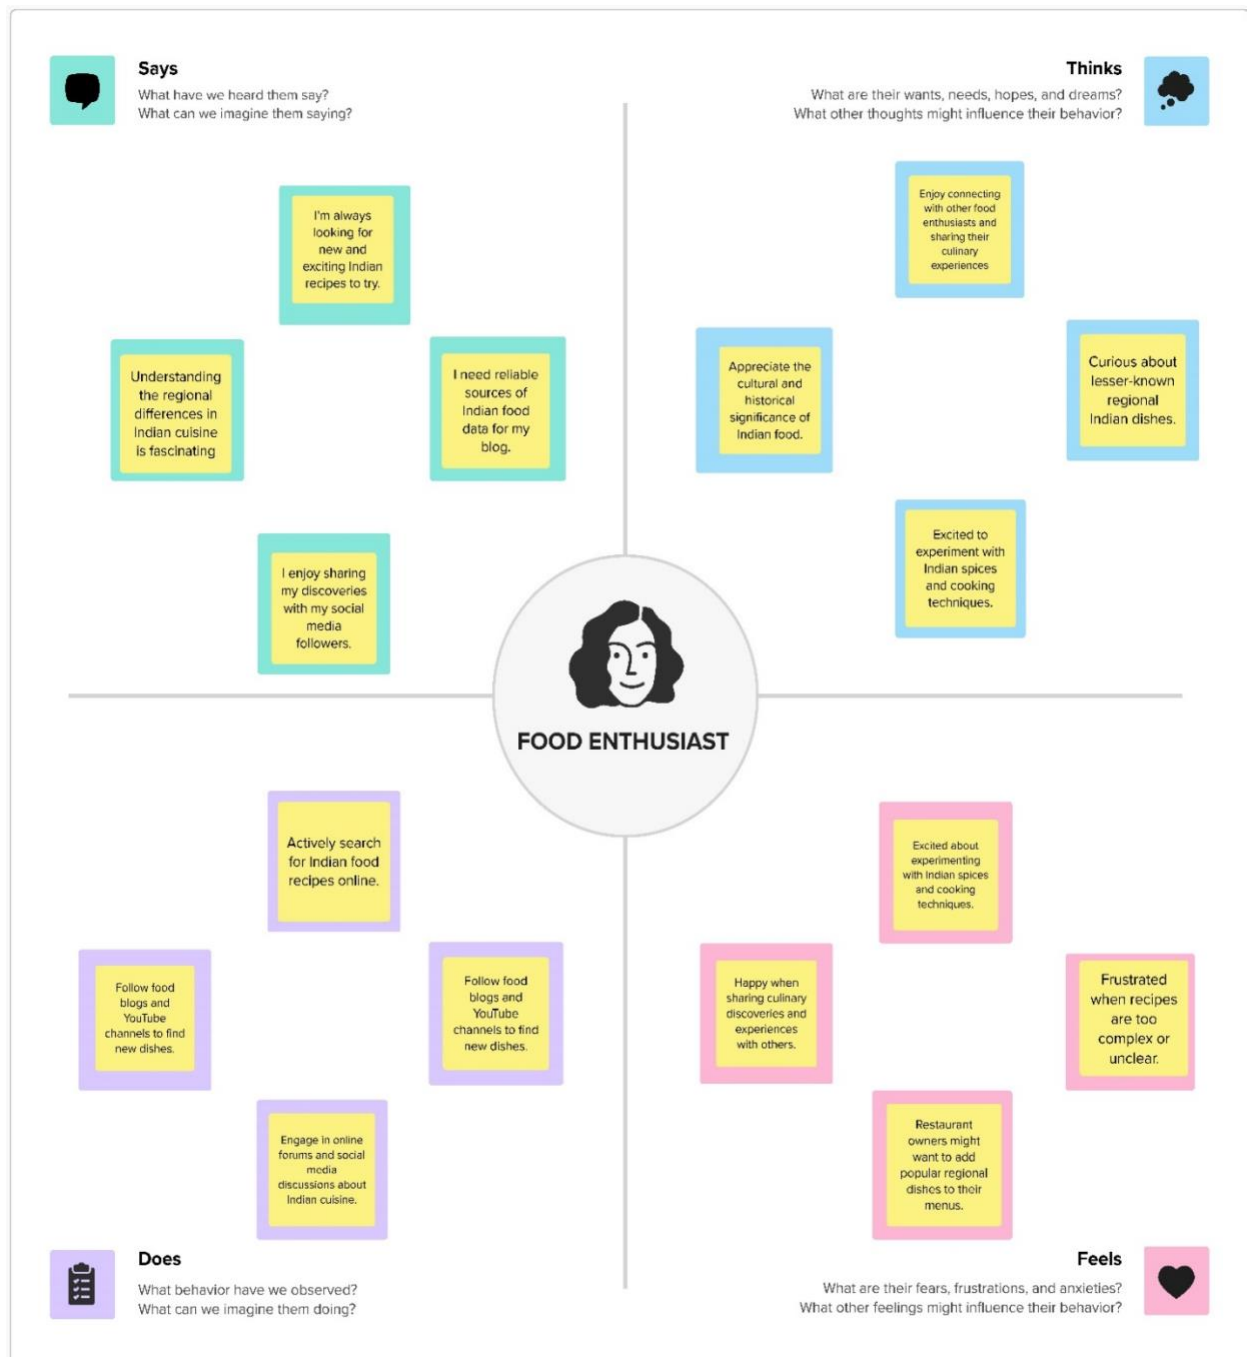 Says
What have we heard them say?
What can we imagine them saying?
I'm always
looking for
new and
exciting Indian
recipes to try.
Understanding
the regional
differences in
Indian cuisine
is fascinating
I need reliable
sources of
Indian food
data for my
blog.
I enjoy sharing
my discoveries
with my social
media
followers.
Thinks
What are their wants, needs, hopes, and dreams?
What other thoughts might influence their behavior?
Enjoy connecting
with other food
enthusiasts and
sharing their
culinary
experiences
Appreciate the
cultural and
historical
significance of
Indian food.
Curious about
lesser-known
regional
Indian dishes.
Excited to
experiment with
Indian spices
and cooking
techniques.
FOOD ENTHUSIAST
Actively search
for Indian food
recipes online.
Follow food
blogs and
YouTube
channels to find
new dishes.
Follow food
blogs and
YouTube
channels to find
new dishes.
Engage in online
forums and social
media
discussions about
Indian cuisine.
Does
What behavior have we observed?
What can we imagine them doing?
Excited about
experimenting
with Indian spices
and cooking
techniques.
Happy when
sharing culinary
discoveries and
experiences
with others.
Frustrated
when recipes
are too
complex or
unclear.
Restaurant
owners might
want to add
popular regional
dishes to their
menus.
Feels
What are their fears, frustrations, and anxieties?
What other feelings might influence their behavior?